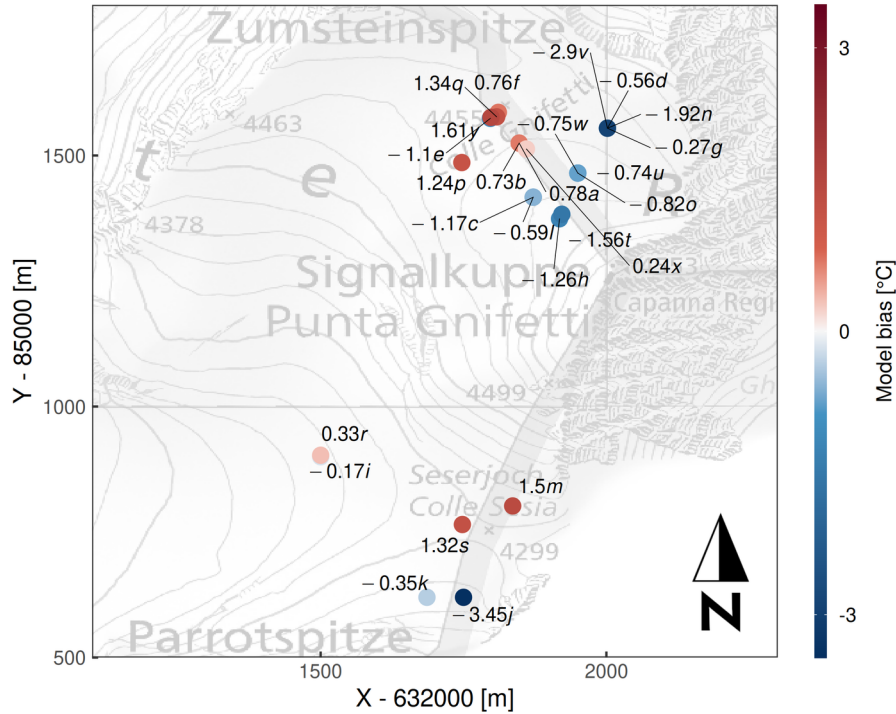 Zumsteinspitze
− 2.9v
3
1.34q 0.76f
− 0.56d
4455
Colle Gnifetti
− 1.92n
4463
1.61y
− 0.75w
1500
− 1.1e
− 0.27g
t
e
1.24p
0.73b
− 0.74u
0.78a
R
− 0.82o
4378
− 1.17c
− 0.59l
− 1.56t
0.24x
Signalkuppe
− 1.26h
Capanna Regi
Punta Gnifetti
0
Model bias [°C]
Y - 85000 [m]
4499
Gh
1000
0.33r
− 0.17i
Seserjoch
1.5m
Colle Sesia
1.32s
4299
− 0.35k
− 3.45j
N
-3
Parrotspitze
500
1500
2000
X - 632000 [m]